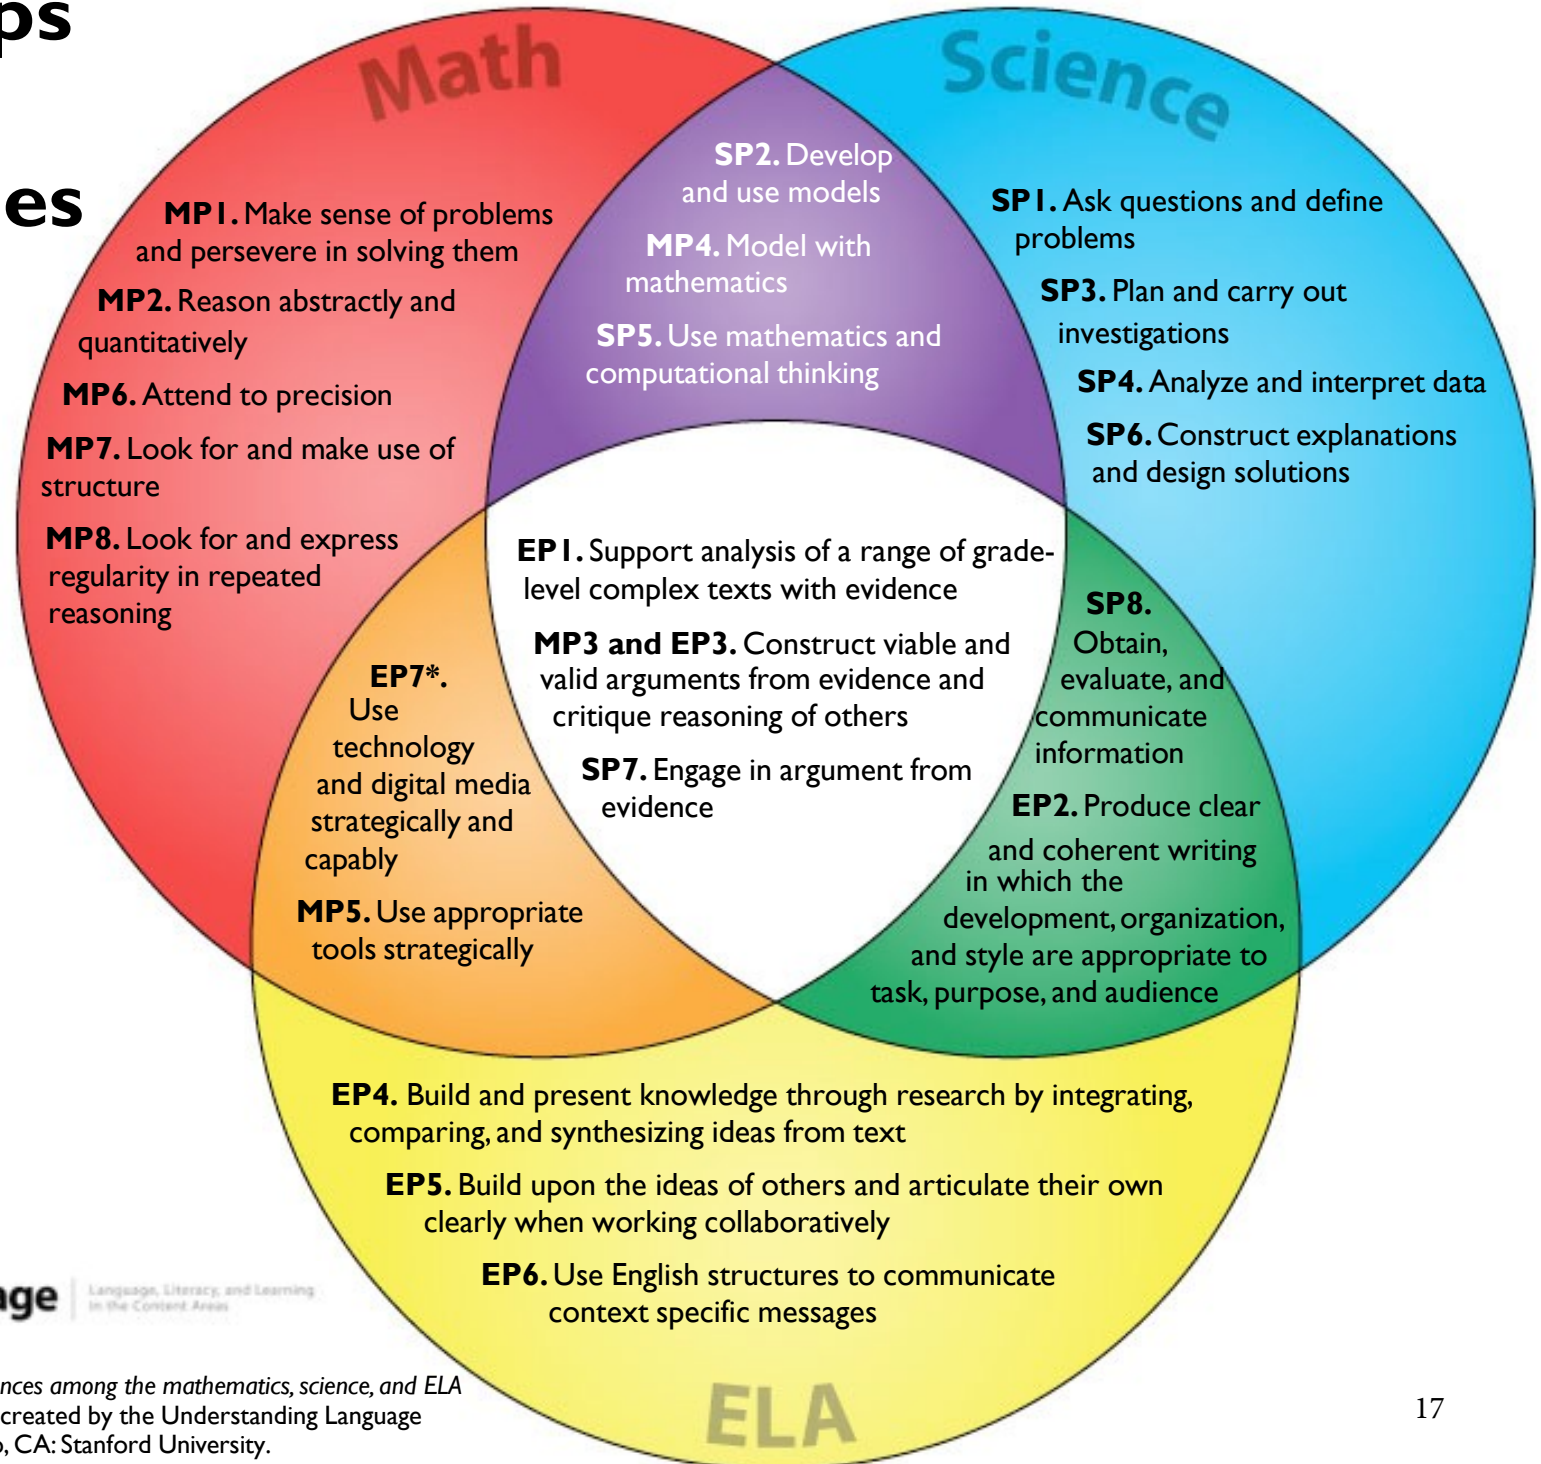 ps
es
Math
Science
MP1. Make sense of problems
and persevere in solving them
MP2. Reason abstractly and
quantitatively
MP6. Attend to precision
MP7. Look for and make use of
structure
MP8. Look for and express
regularity in repeated
reasoning
SP2. Develop
and use models
MP4. Model with
mathematics
SP5. Use mathematics and
computational thinking
SP1. Ask questions and define
problems
SP3. Plan and carry out
investigations
SP4. Analyze and interpret data
SP6. Construct explanations
and design solutions
EP1. Support analysis of a range of grade-
level complex texts with evidence
MP3 and EP3. Construct viable and
valid arguments from evidence and
critique reasoning of others
SP7. Engage in argument from
evidence
EP7*.
Use
technology
and digital media
strategically and
capably
MP5. Use appropriate
tools strategically
SP8.
Obtain,
evaluate, and
communicate
information
EP2. Produce clear
and coherent writing
in which the
development, organization,
and style are appropriate to
task, purpose, and audience
EP4. Build and present knowledge through research by integrating,
comparing, and synthesizing ideas from text
EP5. Build upon the ideas of others and articulate their own
clearly when working collaboratively
EP6. Use English structures to communicate
context specific messages
ELA
age
Language, Literacy, and Learning
in the Content Areas
nces among the mathematics, science, and ELA
created by the Understanding Language
, CA: Stanford University.
17